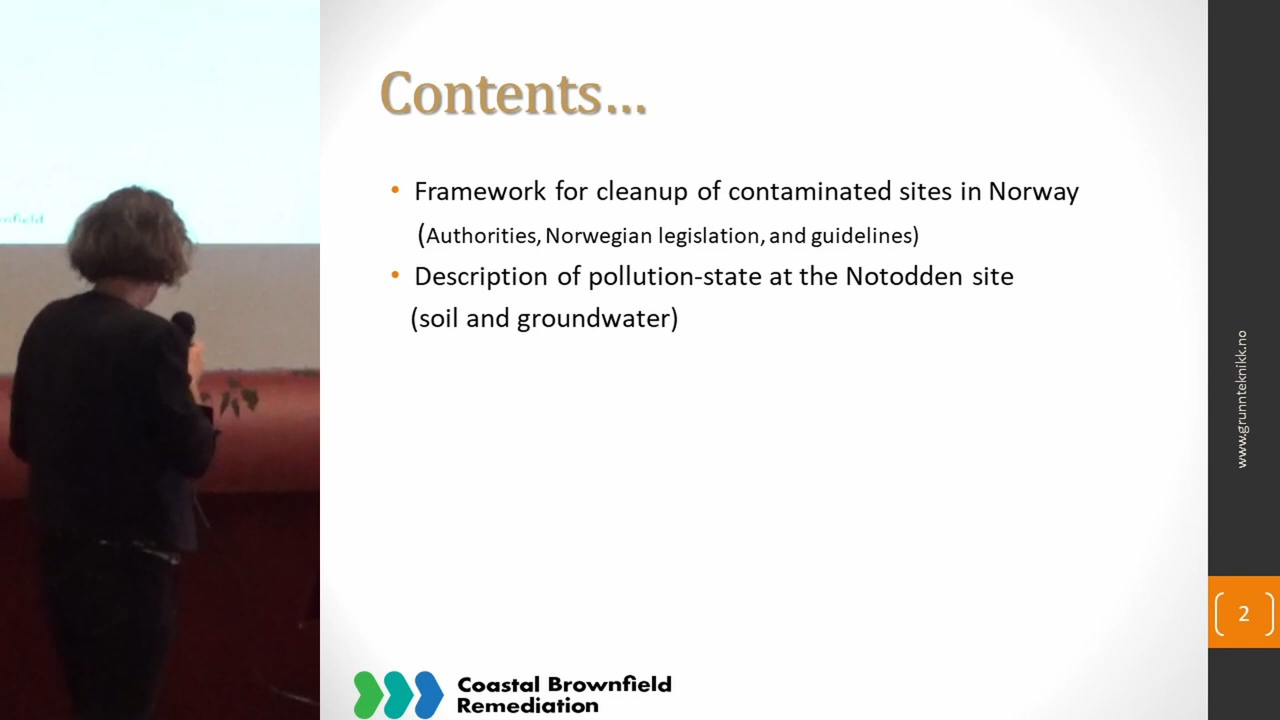 Contents...
• Framework for cleanup of contaminated sites in Norway
(Authorities, Norwegian legislation, and guidelines)
• Description of pollution-state at the Notodden site
(soil and groundwater)
www.grunnteknikk.no
2
Coastal Brownfield
Remediation